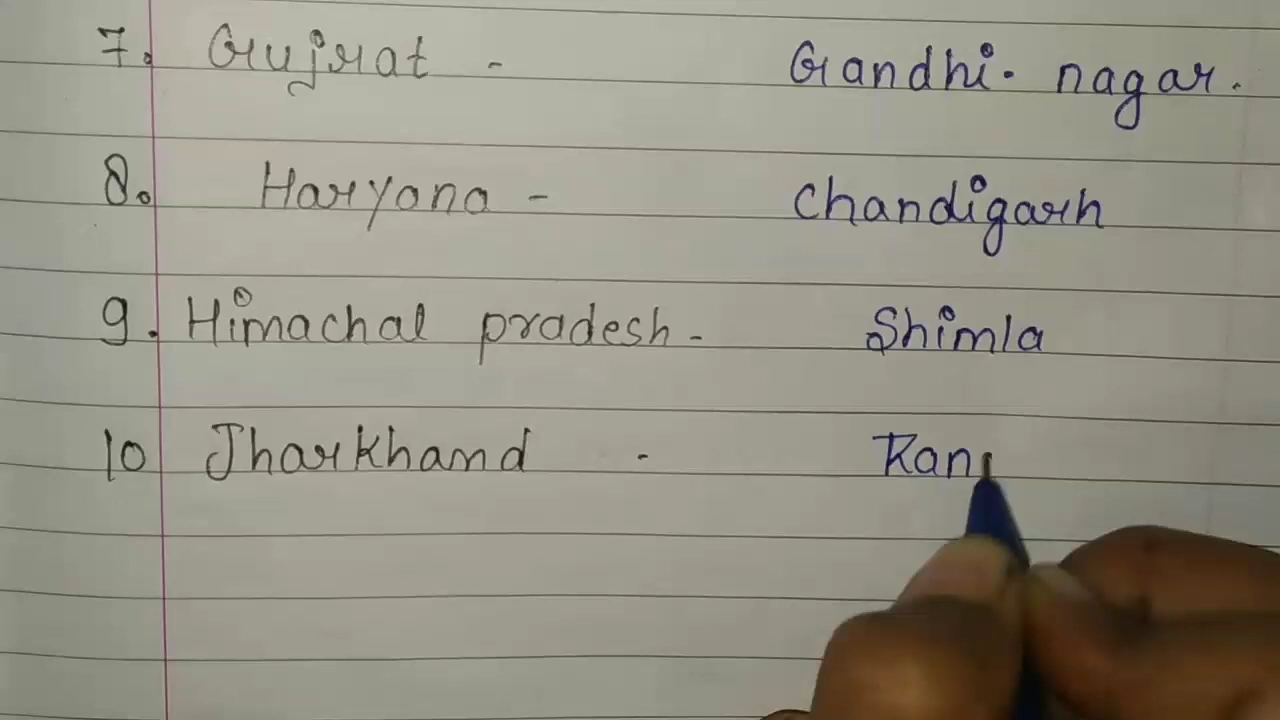 7. Gujrat - Gandhi. nagar.
8. Haryana - Chandigarh
9. Himachal pradesh - Shimla
10 Jharkhand - Ran